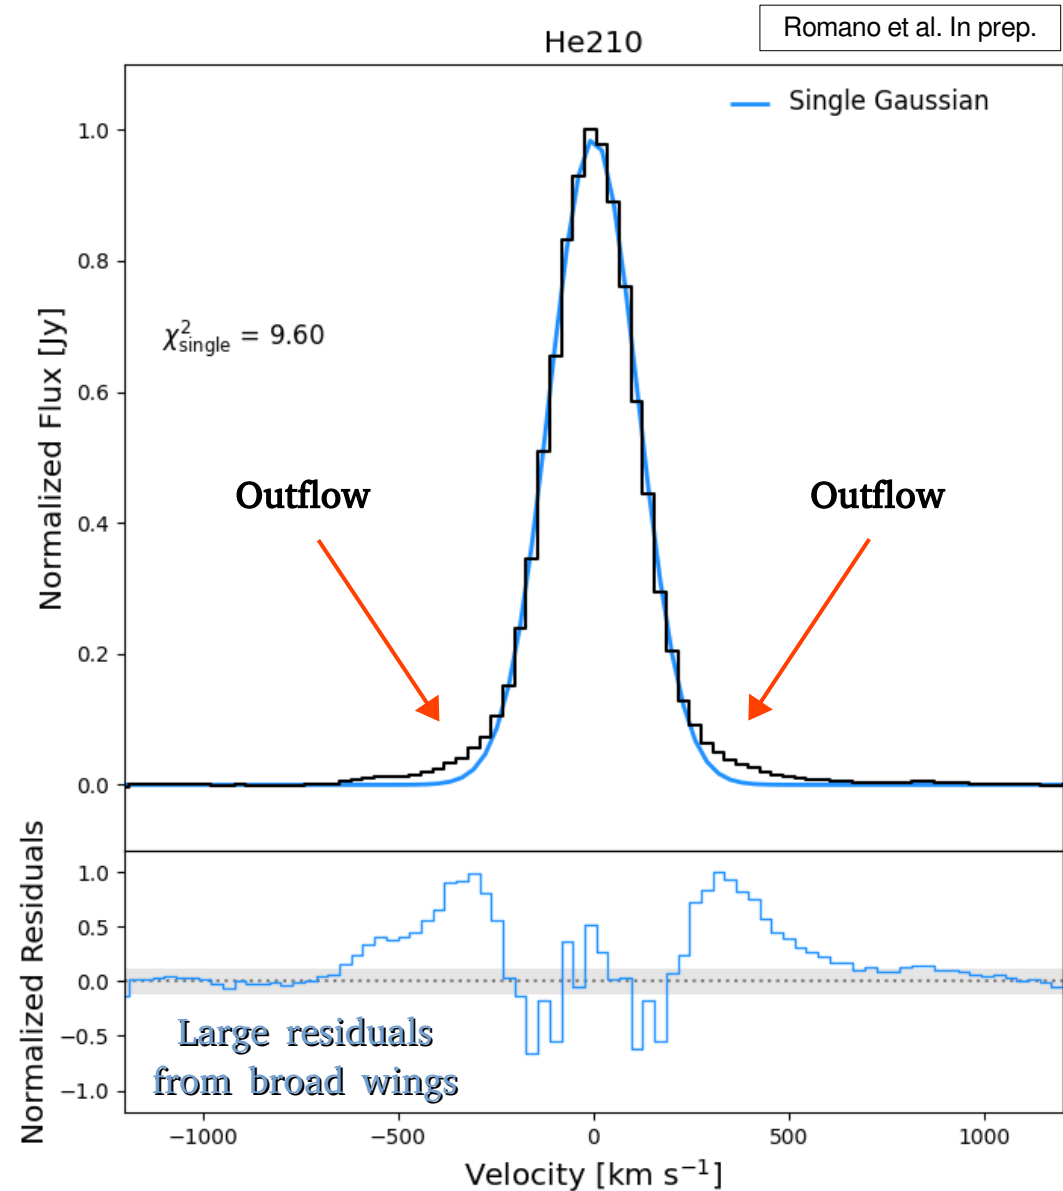 Romano et al. In prep.
He210
Single Gaussian
1.0
0.8
0.6
0.4
0.2
0.0
Normalized Flux [Jy]
χ²single = 9.60
Outflow
Outflow
1.0
0.5
0.0
−0.5
−1.0
Normalized Residuals
Large residuals
from broad wings
−1000 −500 0 500 1000
Velocity [km s⁻¹]